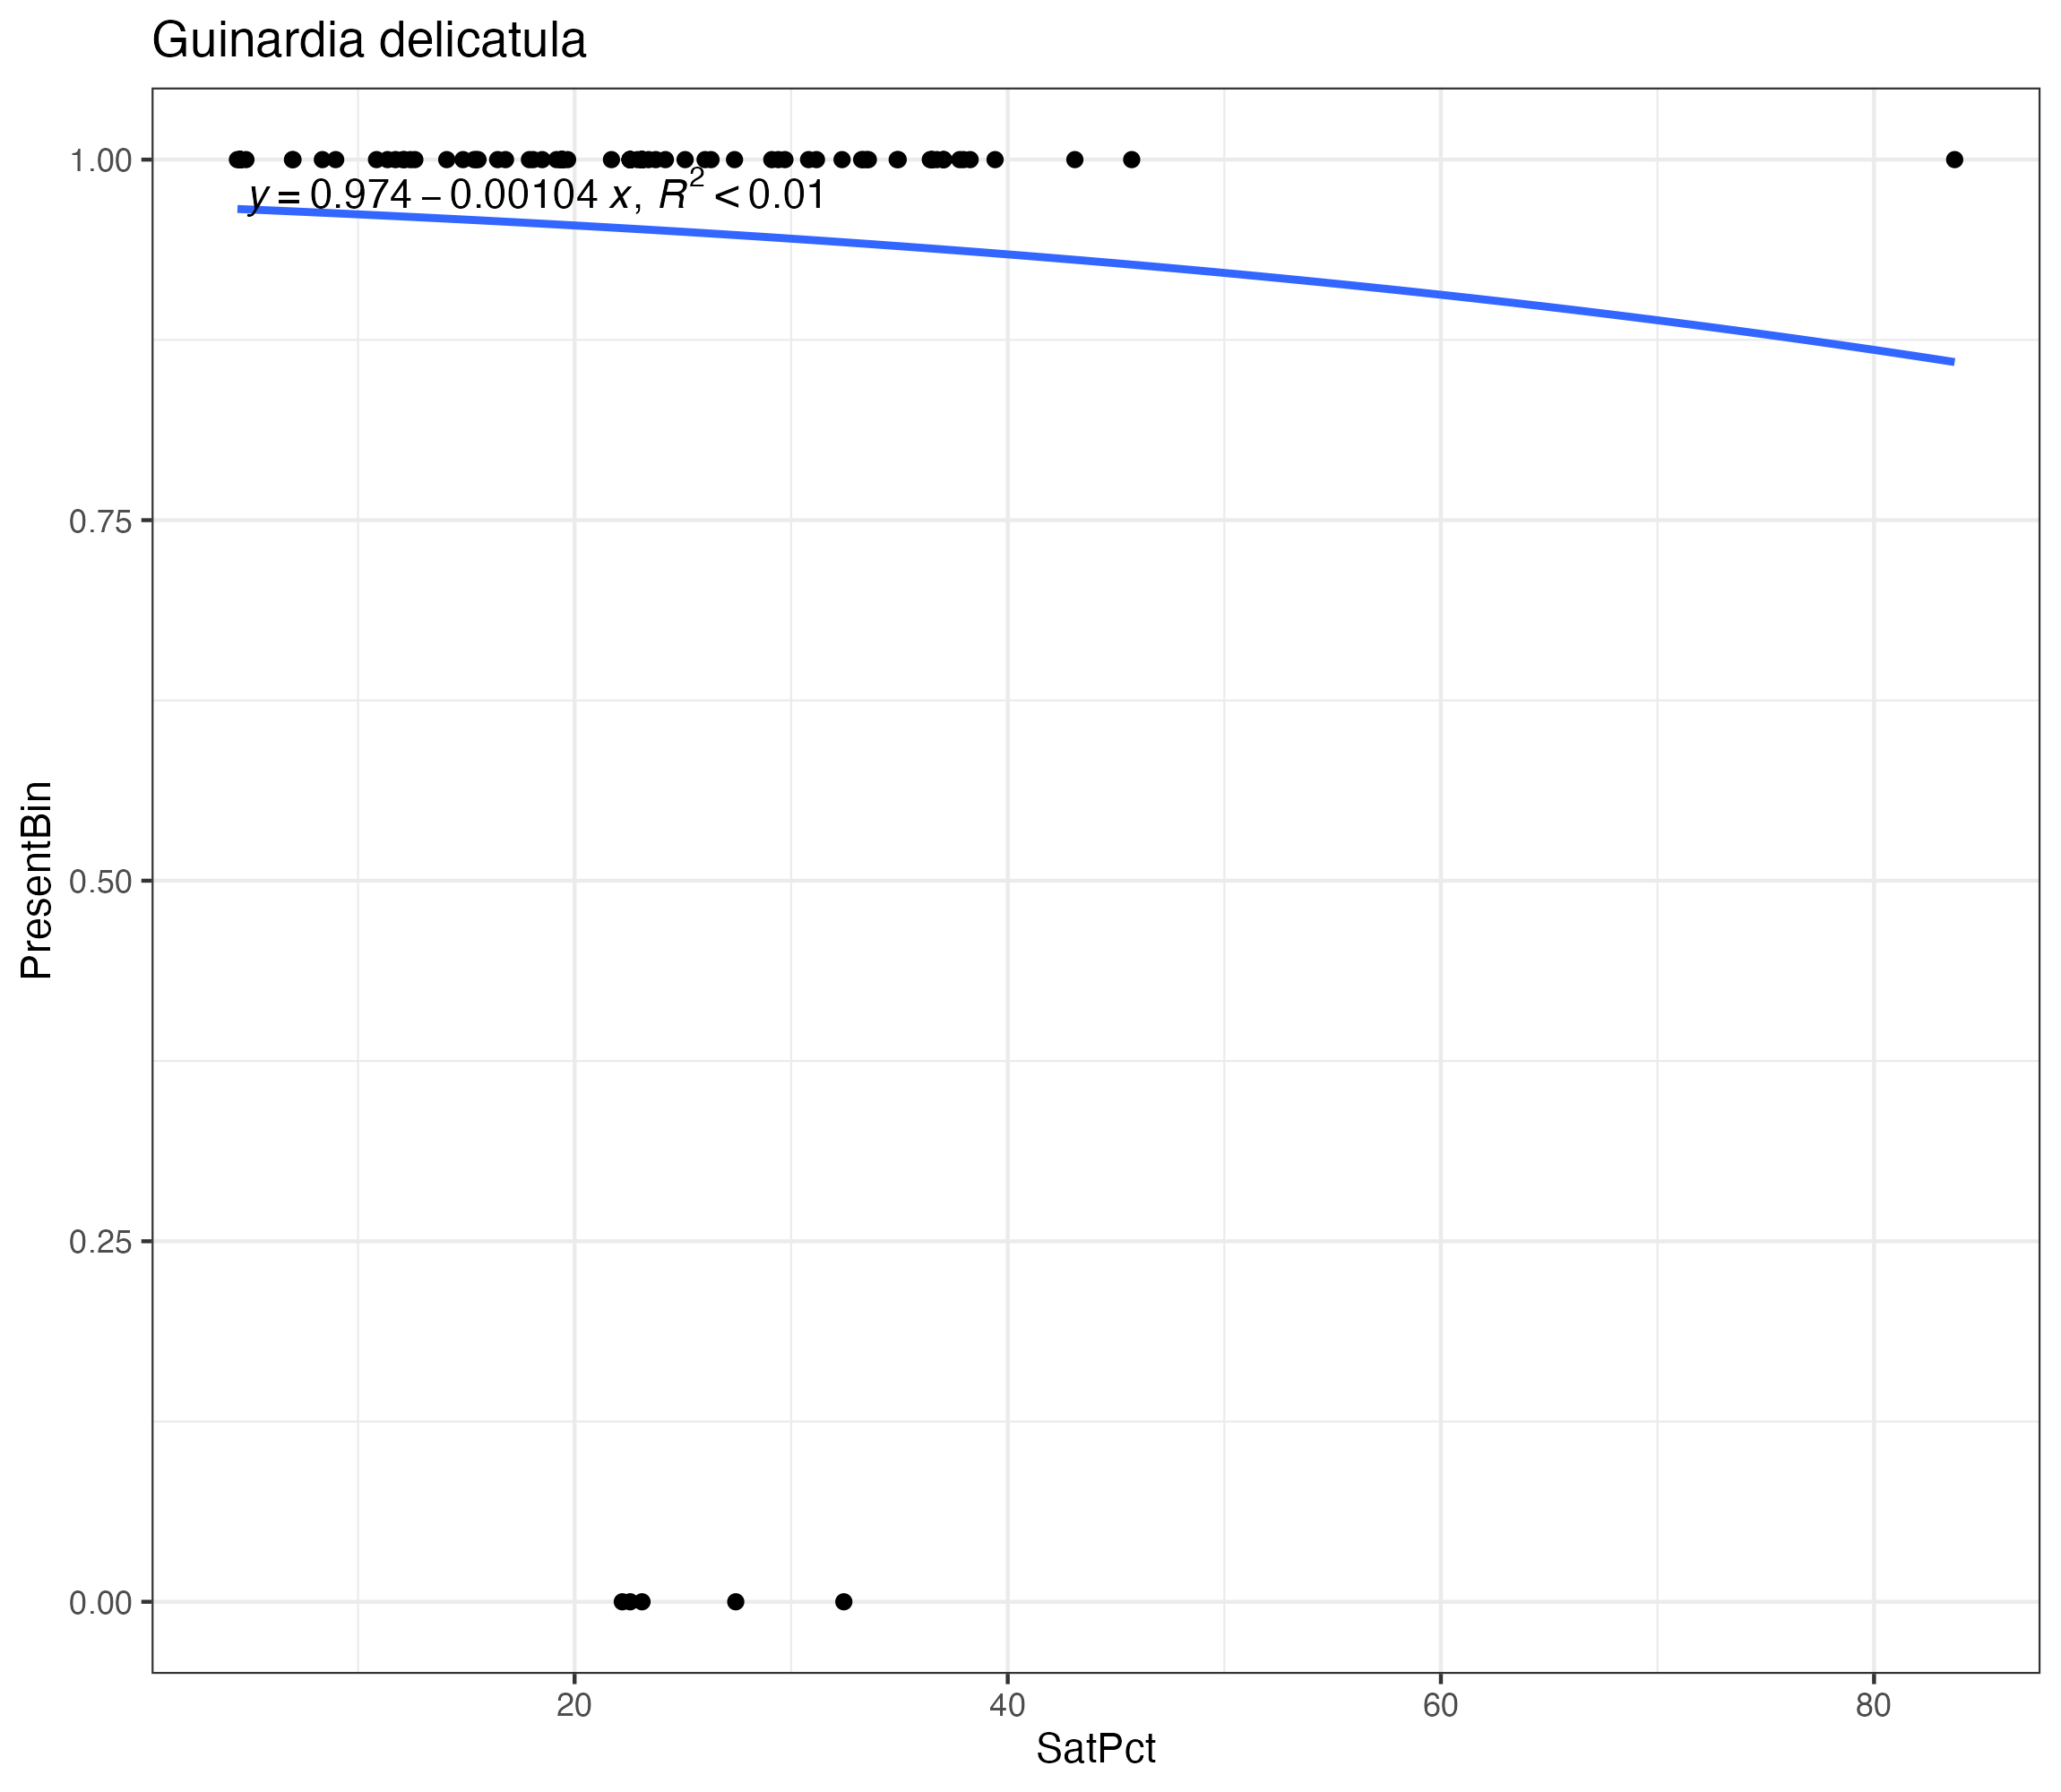 Guinardia delicatula
1.00
y = 0.974 − 0.00104 x, R² < 0.01
0.75
PresentBin
0.50
0.25
0.00
20 40 60 80
SatPct